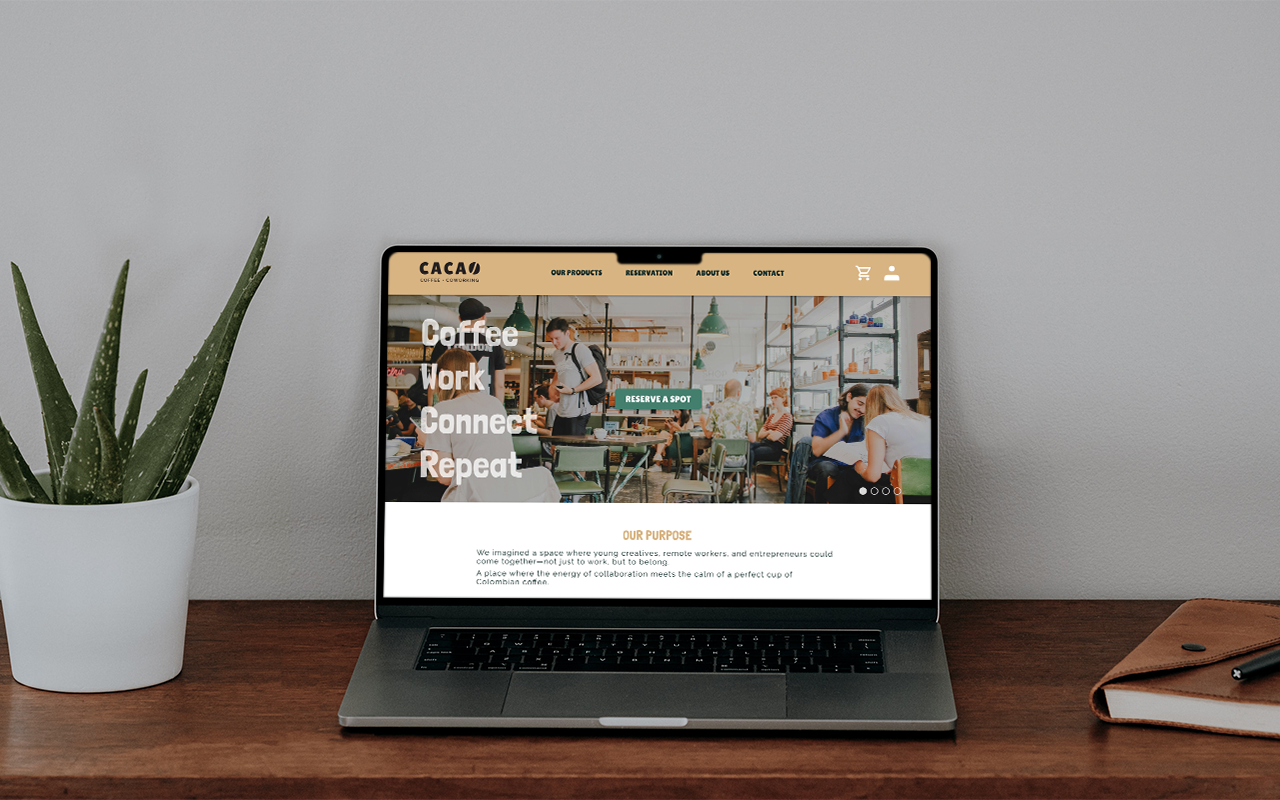 CACAO
COFFEE • COWORKING
OUR PRODUCTS
RESERVATION
ABOUT US
CONTACT
Coffee
Work
Connect
Repeat
RESERVE A SPOT
OUR PURPOSE
We imagined a space where young creatives, remote workers, and entrepreneurs could
come together—not just to work, but to belong.
A place where the energy of collaboration meets the calm of a perfect cup of
Colombian coffee.